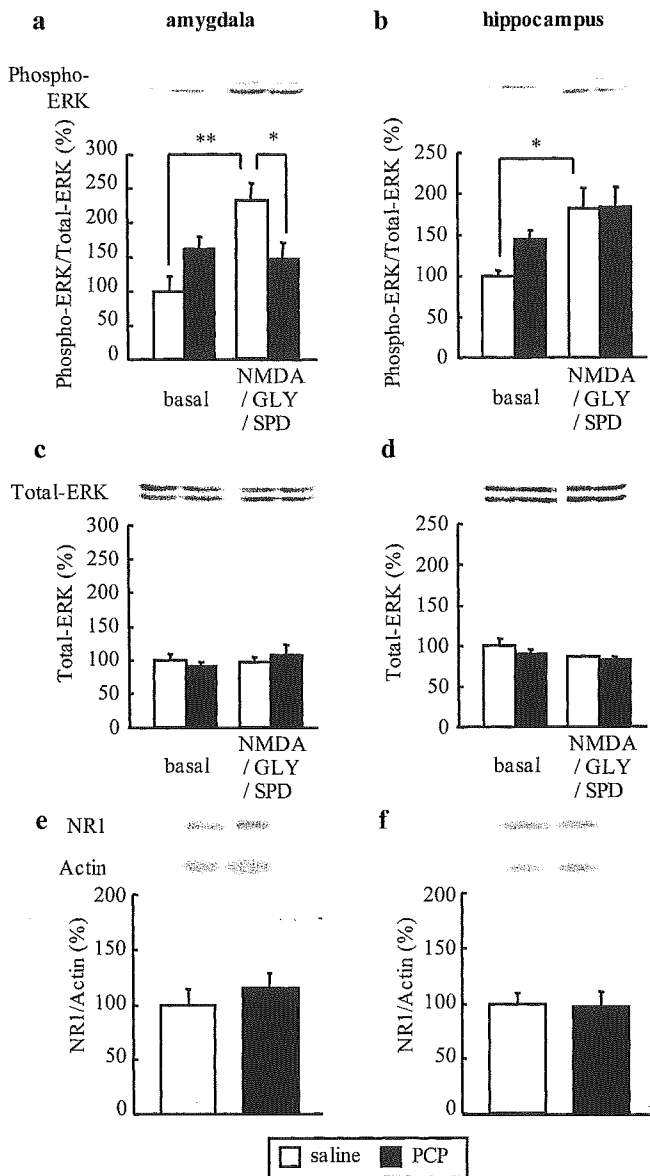 a amygdala b hippocampus
Phospho-
ERK
Phospho-ERK/Total-ERK (%)
300
250
200
150
100
50
0
**
*
basal
NMDA
/ GLY
/ SPD
Phospho-ERK/Total-ERK (%)
250
200
150
100
50
0
*
basal
NMDA
/ GLY
/ SPD
c
Total-ERK
Total-ERK (%)
300
250
200
150
100
50
0
basal
NMDA
/ GLY
/ SPD
d
Total-ERK (%)
250
200
150
100
50
0
basal
NMDA
/ GLY
/ SPD
e NR1
Actin
NR1/Actin (%)
200
150
100
50
0
f
NR1/Actin (%)
200
150
100
50
0
saline PCP